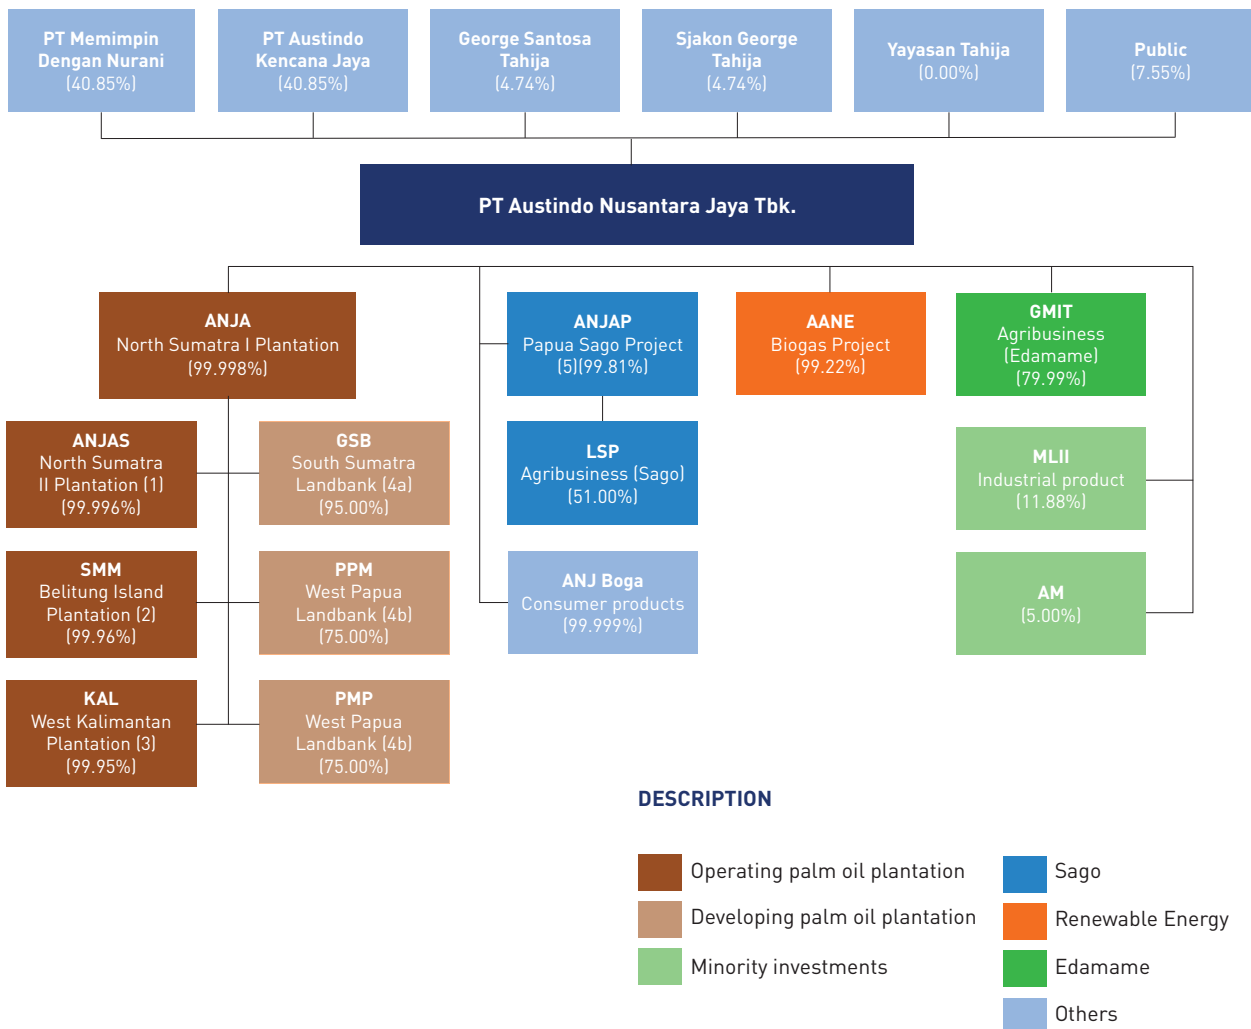 PT Memimpin
Dengan Nurani
(40.85%)
PT Austindo
Kencana Jaya
(40.85%)
George Santosa
Tahija
(4.74%)
Sjakon George
Tahija
(4.74%)
Yayasan Tahija
(0.00%)
Public
(7.55%)
PT Austindo Nusantara Jaya Tbk.
ANJA
North Sumatra I Plantation
(99.998%)
ANJAS
North Sumatra
II Plantation (1)
(99.996%)
GSB
South Sumatra
Landbank (4a)
(95.00%)
SMM
Belitung Island
Plantation (2)
(99.96%)
PPM
West Papua
Landbank (4b)
(75.00%)
KAL
West Kalimantan
Plantation (3)
(99.95%)
PMP
West Papua
Landbank (4b)
(75.00%)
ANJAP
Papua Sago Project
(5)(99.81%)
LSP
Agribusiness (Sago)
(51.00%)
ANJ Boga
Consumer products
(99.999%)
AANE
Biogas Project
(99.22%)
GMIT
Agribusiness
(Edamame)
(79.99%)
MLII
Industrial product
(11.88%)
AM
(5.00%)
DESCRIPTION
Operating palm oil plantation
Developing palm oil plantation
Minority investments
Sago
Renewable Energy
Edamame
Others